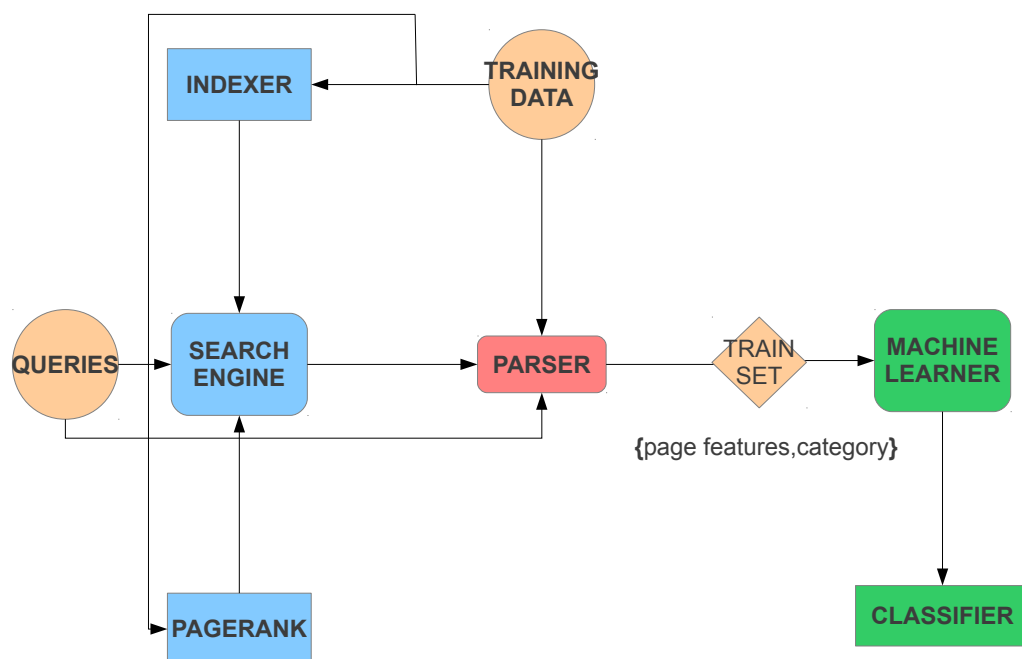 INDEXER
TRAINING
DATA
QUERIES
SEARCH
ENGINE
PARSER
TRAIN
SET
MACHINE
LEARNER
{page features,category}
PAGERANK
CLASSIFIER